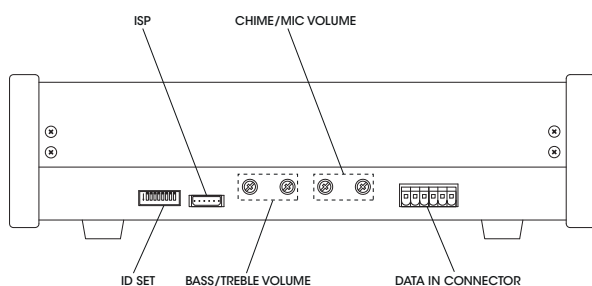 ISP
CHIME/MIC VOLUME
ID SET
BASS/TREBLE VOLUME
DATA IN CONNECTOR